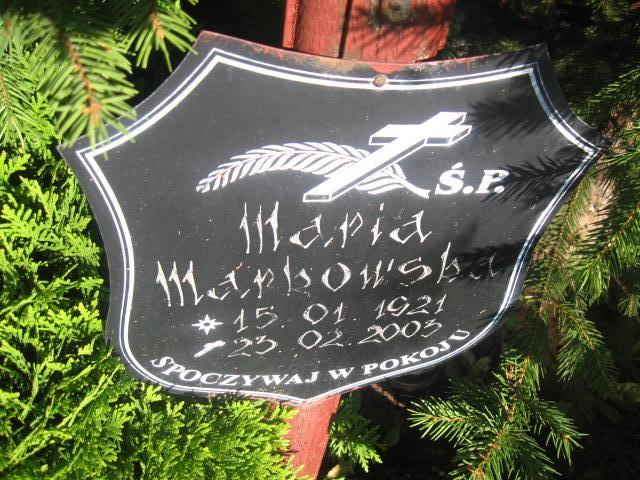 Ś.P.
Maria
Markowska
15. 01. 1921
23. 02. 2003
SPOCZYWAJ W POKOJU